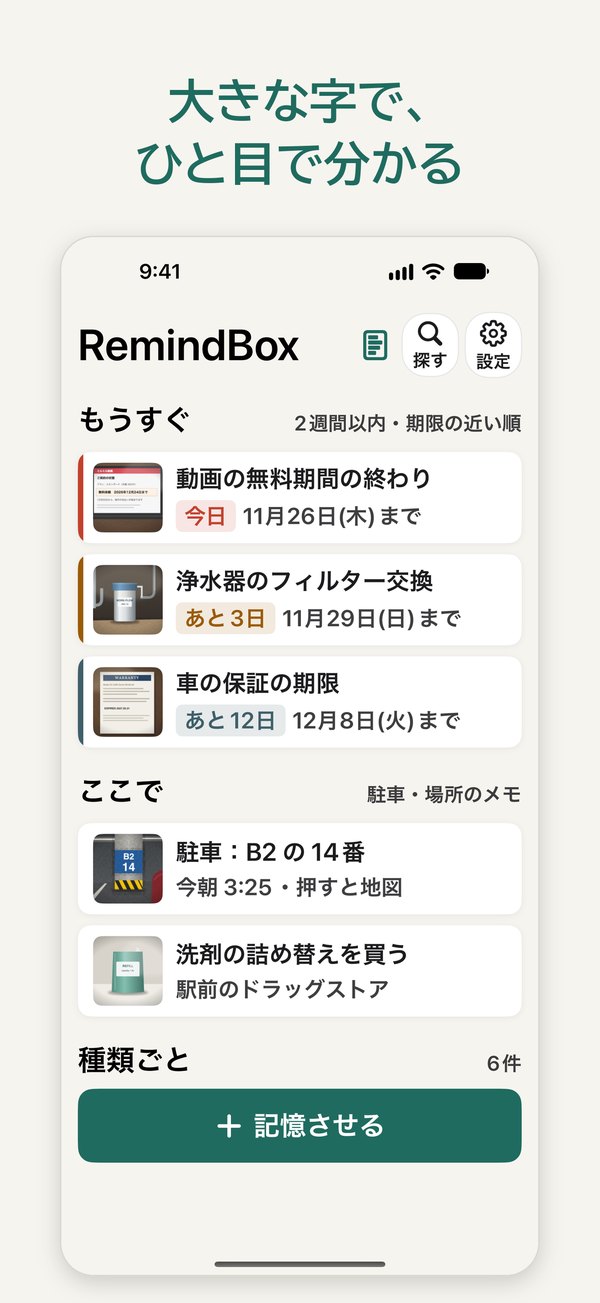 大きな字で、
ひと目で分かる
9:41
RemindBox
探す
設定
もうすぐ
2週間以内・期限の近い順
動画の無料期間の終わり
今日 11月26日(木)まで
浄水器のフィルター交換
あと3日 11月29日(日)まで
WARRANTY
車の保証の期限
あと12日 12月8日(火)まで
ここで
駐車・場所のメモ
B2
14
駐車：B2 の 14番
今朝 3:25・押すと地図
REFILL
洗剤の詰め替えを買う
駅前のドラッグストア
種類ごと
6件
＋ 記憶させる